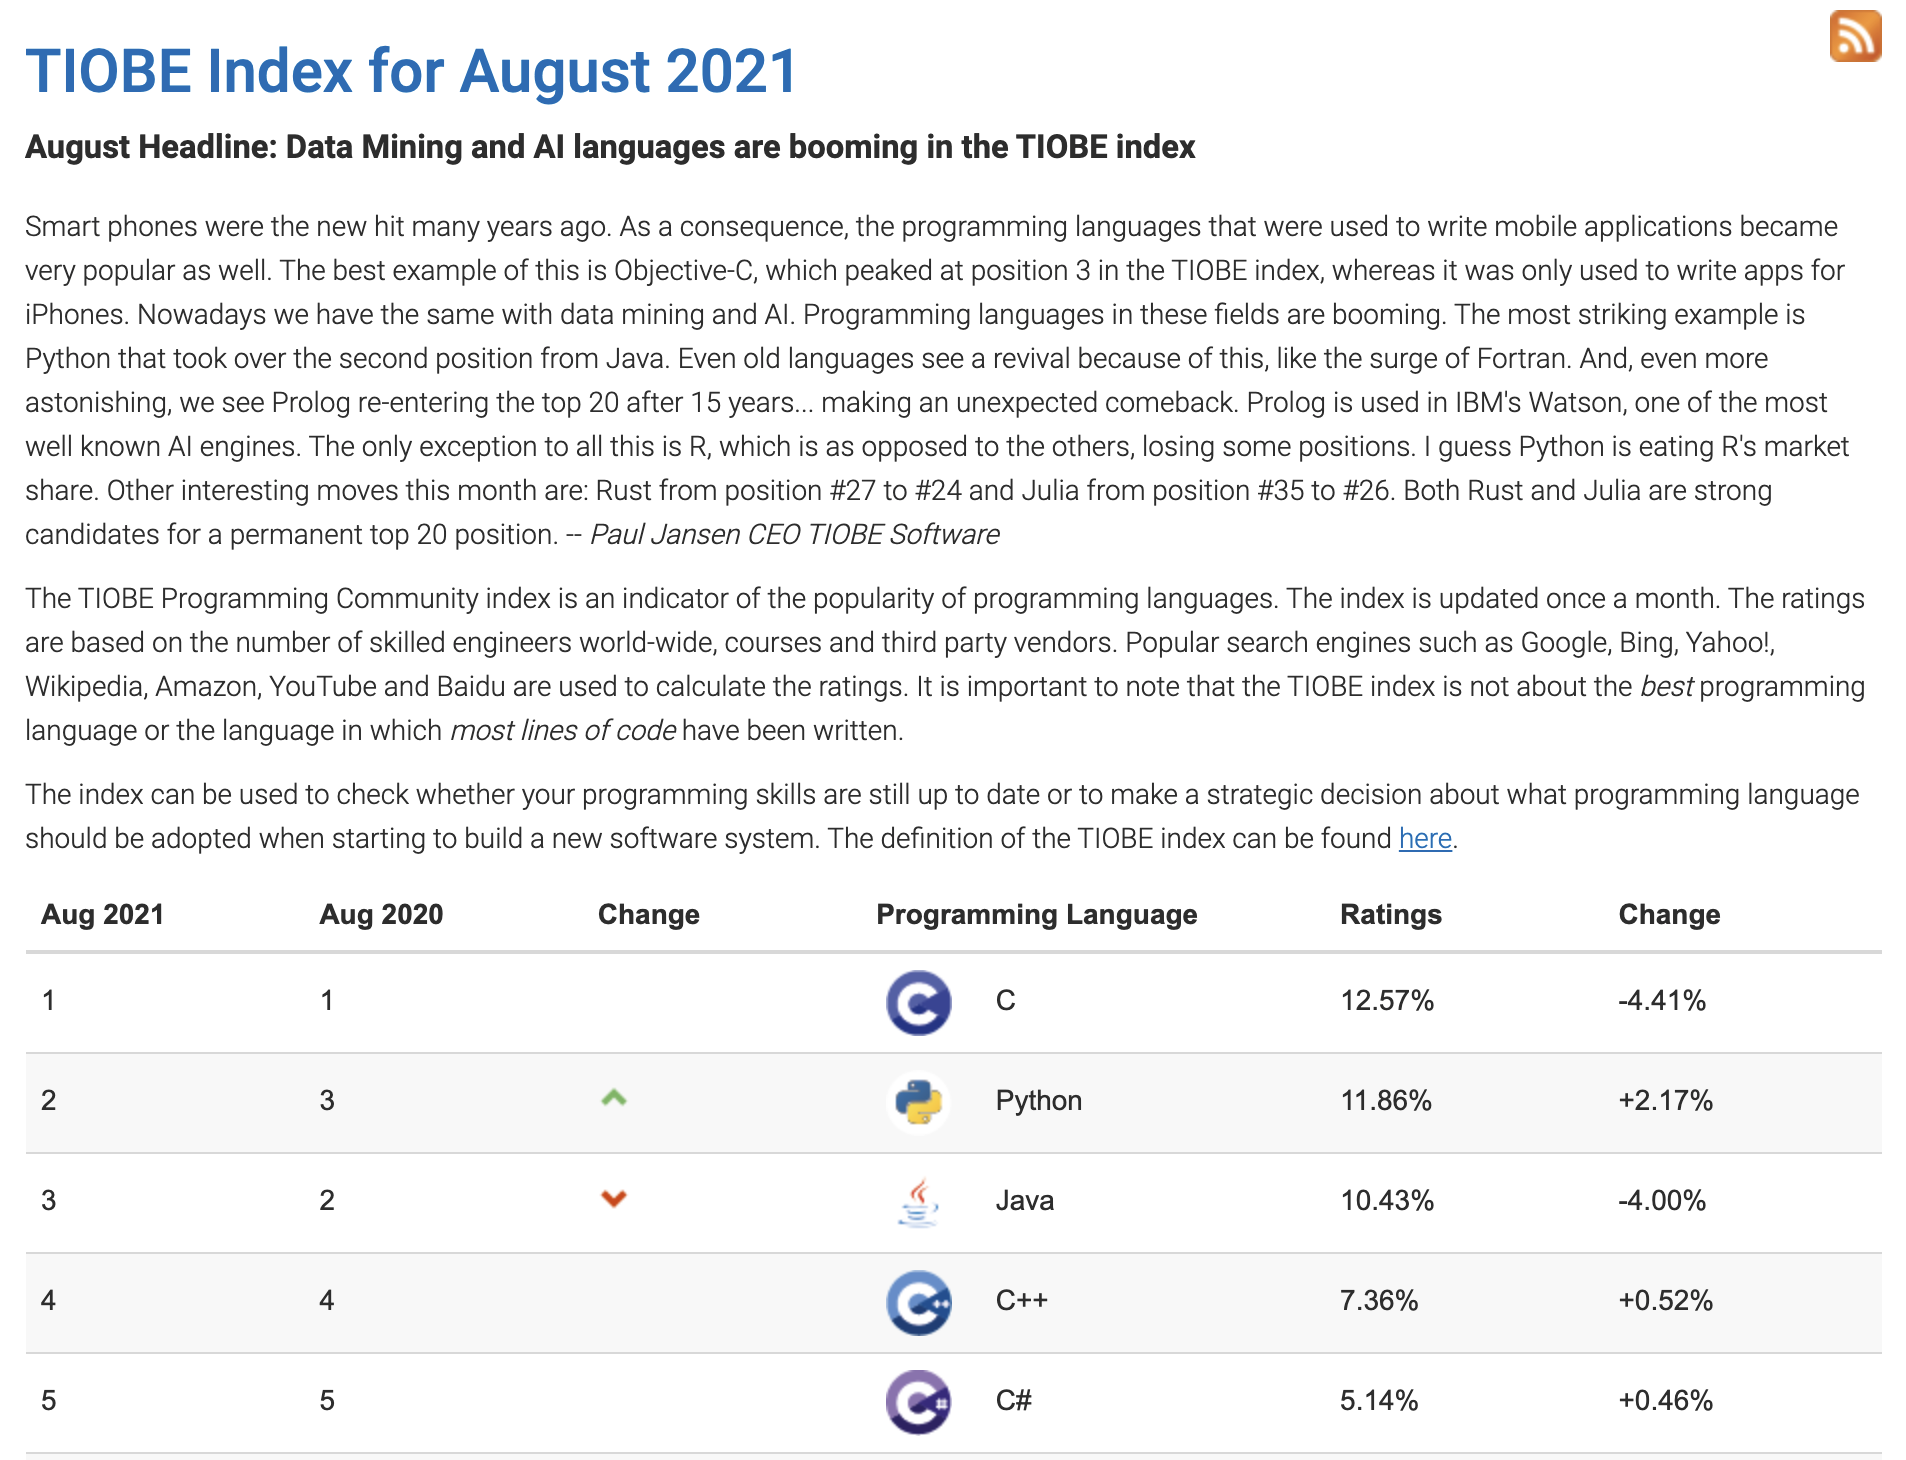 TIOBE Index for August 2021
August Headline: Data Mining and AI languages are booming in the TIOBE index
Smart phones were the new hit many years ago. As a consequence, the programming languages that were used to write mobile applications became
very popular as well. The best example of this is Objective-C, which peaked at position 3 in the TIOBE index, whereas it was only used to write apps for
iPhones. Nowadays we have the same with data mining and AI. Programming languages in these fields are booming. The most striking example is
Python that took over the second position from Java. Even old languages see a revival because of this, like the surge of Fortran. And, even more
astonishing, we see Prolog re-entering the top 20 after 15 years... making an unexpected comeback. Prolog is used in IBM's Watson, one of the most
well known AI engines. The only exception to all this is R, which is as opposed to the others, losing some positions. I guess Python is eating R's market
share. Other interesting moves this month are: Rust from position #27 to #24 and Julia from position #35 to #26. Both Rust and Julia are strong
candidates for a permanent top 20 position. -- Paul Jansen CEO TIOBE Software
The TIOBE Programming Community index is an indicator of the popularity of programming languages. The index is updated once a month. The ratings
are based on the number of skilled engineers world-wide, courses and third party vendors. Popular search engines such as Google, Bing, Yahoo!,
Wikipedia, Amazon, YouTube and Baidu are used to calculate the ratings. It is important to note that the TIOBE index is not about the best programming
language or the language in which most lines of code have been written.
The index can be used to check whether your programming skills are still up to date or to make a strategic decision about what programming language
should be adopted when starting to build a new software system. The definition of the TIOBE index can be found here.
Aug 2021 Aug 2020 Change Programming Language Ratings Change
1 1 C 12.57% -4.41%
2 3 Python 11.86% +2.17%
3 2 Java 10.43% -4.00%
4 4 C++ 7.36% +0.52%
5 5 C# 5.14% +0.46%